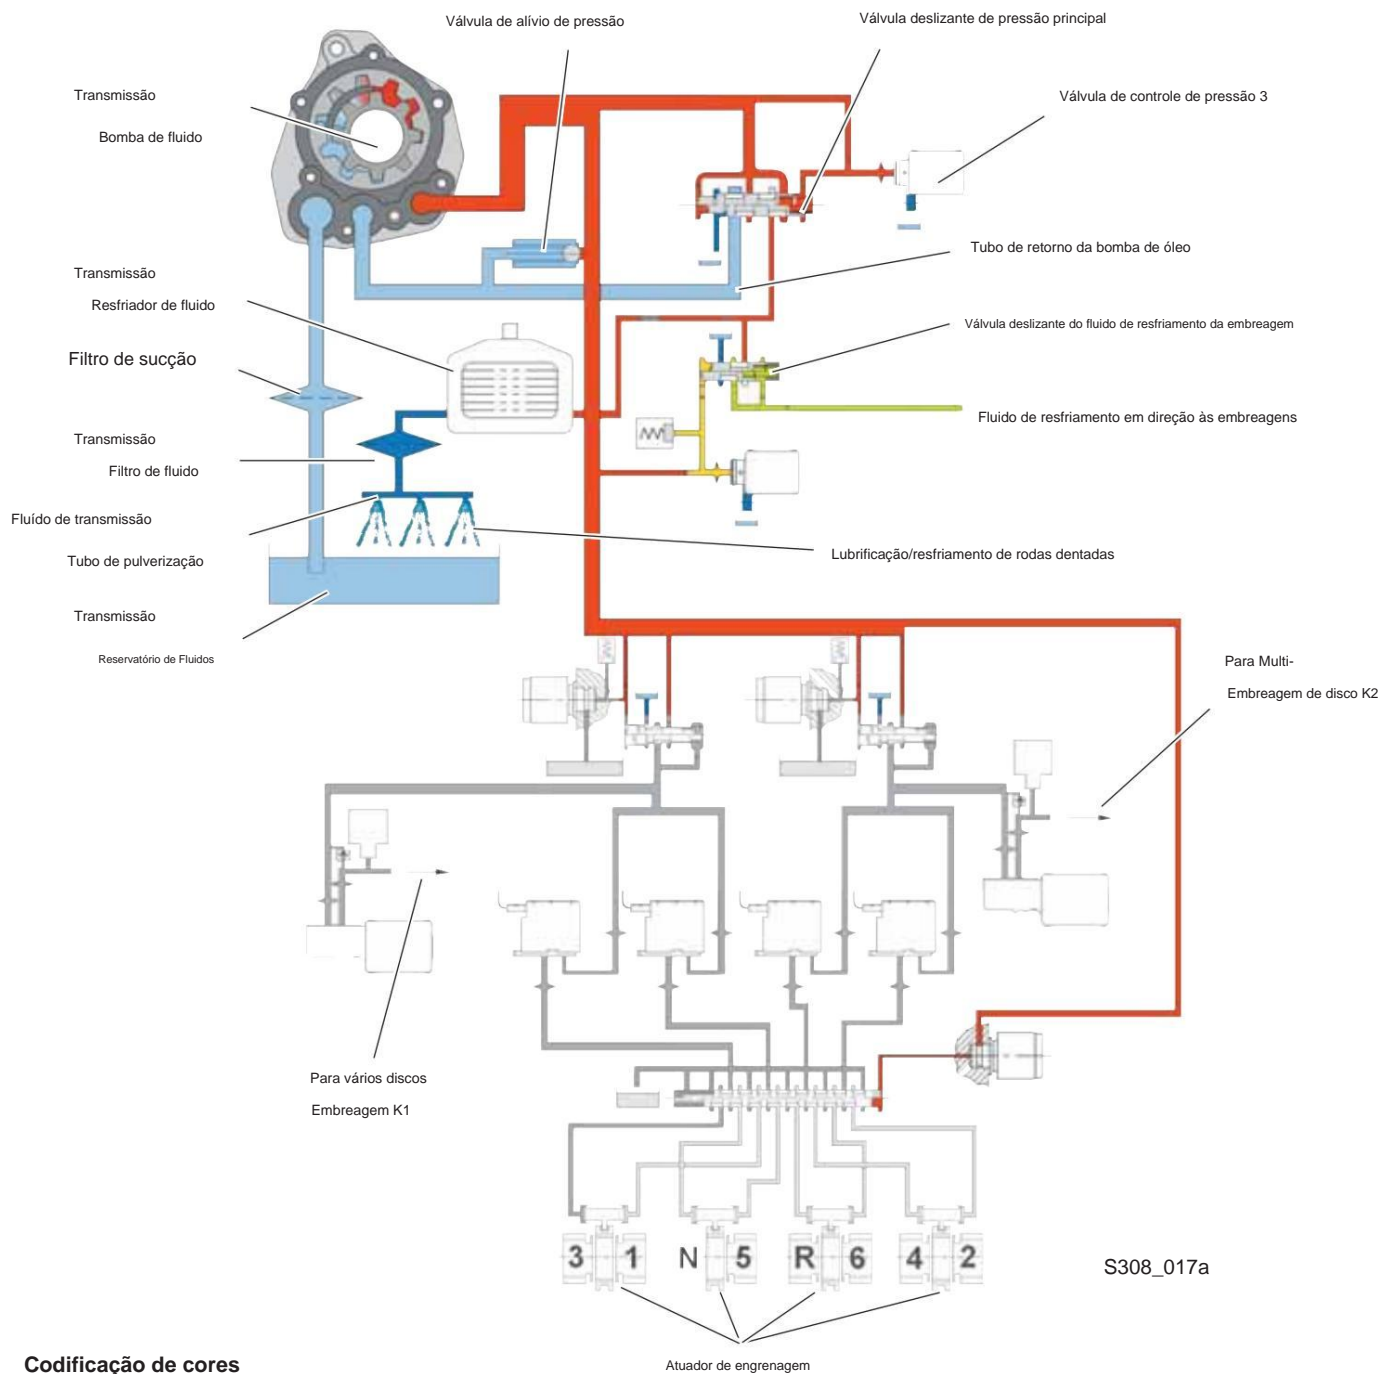 Válvula de alívio de pressão
Válvula deslizante de pressão principal
Transmissão
Bomba de fluido
Válvula de controle de pressão 3
Tubo de retorno da bomba de óleo
Transmissão
Resfriador de fluido
Válvula deslizante do fluido de resfriamento da embreagem
Filtro de sucção
Fluido de resfriamento em direção às embreagens
Transmissão
Filtro de fluido
Fluído de transmissão
Tubo de pulverização
Lubrificação/resfriamento de rodas dentadas
Transmissão
Reservatório de Fluidos
Para Multi-
Embreagem de disco K2
Para vários discos
Embreagem K1
3 1 N 5 R 6 4 2
S308_017a
Atuador de engrenagem
Codificação de cores